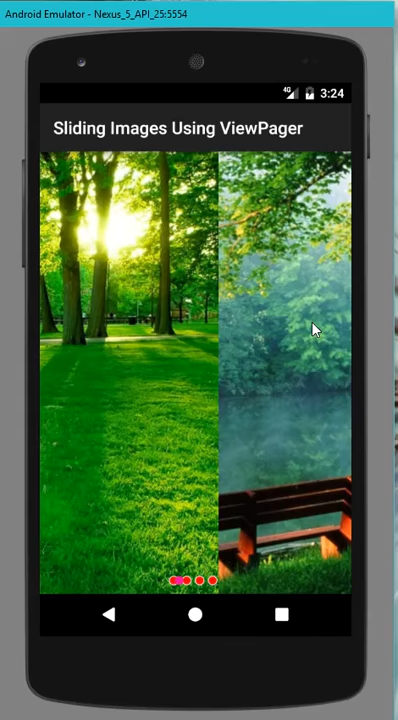 Android Emulator - Nexus_5_API_25:5554
4G
3:24
Sliding Images Using ViewPager